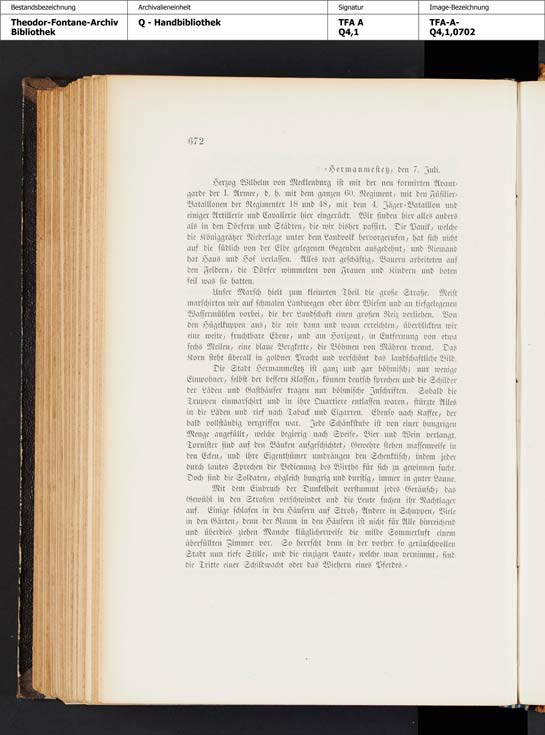 Bestandsbezeichnung Archivalieneinheit Signatur Image-Bezeichnung
Theodor-Fontane-Archiv Q - Handbibliothek TFA A TFA-A-
Bibliothek Q4,1 Q4,1,0702
672
»Hermanmestetz, den 7. Juli.
Herzog Wilhelm von Mecklenburg ist mit der neu formirten Avant-
garde der I. Armee, d. h. mit dem ganzen 60. Regiment, mit den Füsilier-
Bataillonen der Regimenter 18 und 48, mit dem 4. Jäger-Bataillon und
einiger Artillerie und Cavallerie hier eingerückt. Wir finden hier alles anders
als in den Dörfern und Städten, die wir bisher passirt. Die Panik, welche
die Königgrätzer Niederlage unter dem Landvolk hervorgerufen, hat sich nicht
auf die südlich von der Elbe gelegenen Gegenden ausgedehnt, und Niemand
hat Haus und Hof verlassen. Alles war geschäftig, Bauern arbeiteten auf
den Feldern, die Dörfer wimmelten von Frauen und Kindern und boten
feil was sie hatten.
Unser Marsch hielt zum kleineren Theil die große Straße. Meist
marschirten wir auf schmalen Landwegen oder über Wiesen und an tiefgelegenen
Wassermühlen vorbei, die der Landschaft einen großen Reiz verliehen. Von
den Hügelkuppen aus, die wir dann und wann erreichten, überblickten wir
eine weite, fruchtbare Ebene, und am Horizont, in Entfernung von etwa
sechs Meilen, eine blaue Bergkette, die Böhmen von Mähren trennt. Das
Korn steht überall in goldner Pracht und verschönt das landschaftliche Bild.
Die Stadt Hermanmestetz ist ganz und gar böhmisch; nur wenige
Einwohner, selbst der bessern Klassen, können deutsch sprechen und die Schilder
der Läden und Gasthäuser tragen nur böhmische Inschriften. Sobald die
Truppen einmarschirt und in ihre Quartiere entlassen waren, stürzte Alles
in die Läden und rief nach Taback und Cigarren. Ebenso nach Kaffee, der
bald vollständig vergriffen war. Jede Schänkstube ist von einer hungrigen
Menge angefüllt, welche begierig nach Speise, Bier und Wein verlangt.
Tornister sind auf den Bänken aufgeschichtet, Gewehre stehen massenweise in
den Ecken, und ihre Eigenthümer umdrängen den Schenktisch, indem jeder
durch lautes Sprechen die Bedienung des Wirths für sich zu gewinnen sucht.
Doch sind die Soldaten, obgleich hungrig und durstig, immer in guter Laune.
Mit dem Einbruch der Dunkelheit verstummt jedes Geräusch; das
Gewühl in den Straßen verschwindet und die Leute suchen ihr Nachtlager
auf. Einige schlafen in den Häusern auf Stroh, Andere in Schuppen, Viele
in den Gärten, denn der Raum in den Häusern ist nicht für Alle hinreichend
und überdies ziehen Manche klüglicherweise die milde Sommerluft einem
überfüllten Zimmer vor. So herrscht denn in der vorher so geräuschvollen
Stadt nun tiefe Stille, und die einzigen Laute, welche man vernimmt, sind
die Tritte einer Schildwacht oder das Wiehern eines Pferdes.«